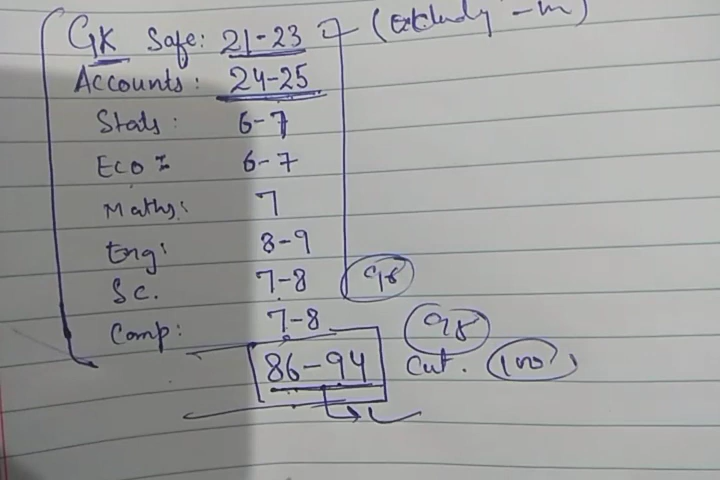 GK Safe: 21-23 (
Accounts: 24-25
Stats: 6-7
Eco: 6-7
Maths: 7
Eng: 8-9
Sc. 7-8 98
Comp: 7-8 98
86-94 Cut. 100